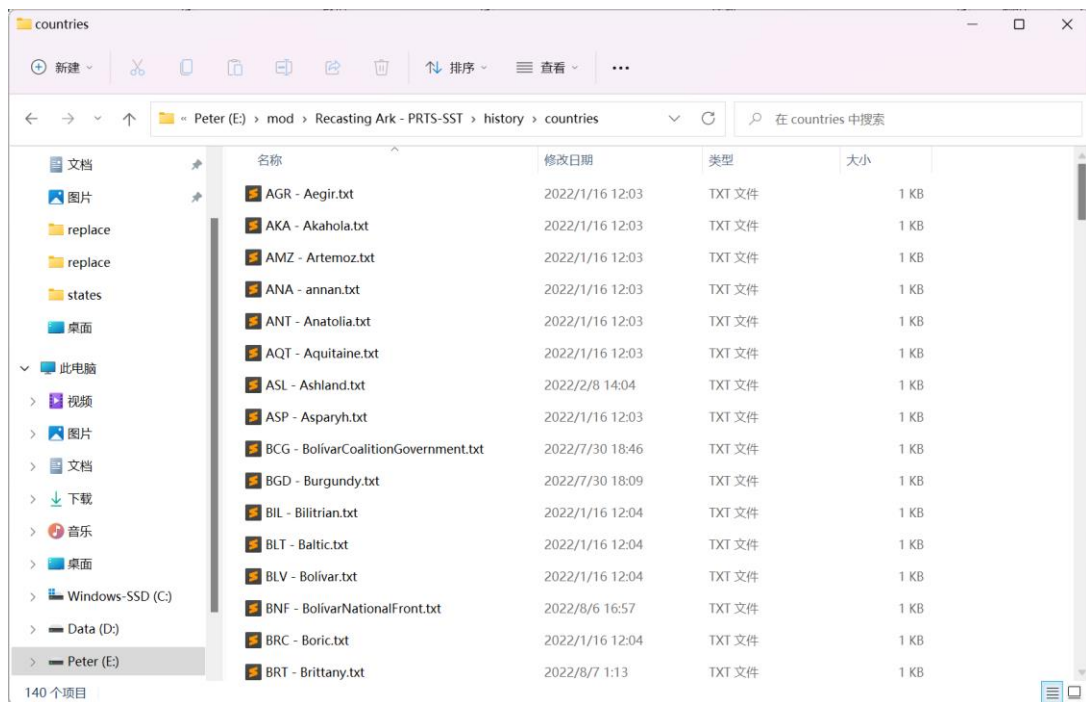 countries
新建 排序 查看 ...
« Peter (E:) › mod › Recasting Ark - PRTS-SST › history › countries 在 countries 中搜索
名称 修改日期 类型 大小
文档
图片
replace
replace
states
桌面
此电脑
视频
图片
文档
下载
音乐
桌面
Windows-SSD (C:)
Data (D:)
Peter (E:)
AGR - Aegir.txt 2022/1/16 12:03 TXT 文件 1 KB
AKA - Akahola.txt 2022/1/16 12:03 TXT 文件 1 KB
AMZ - Artemoz.txt 2022/1/16 12:03 TXT 文件 1 KB
ANA - annan.txt 2022/1/16 12:03 TXT 文件 1 KB
ANT - Anatolia.txt 2022/1/16 12:03 TXT 文件 1 KB
AQT - Aquitaine.txt 2022/1/16 12:03 TXT 文件 1 KB
ASL - Ashland.txt 2022/2/8 14:04 TXT 文件 1 KB
ASP - Asparyh.txt 2022/1/16 12:03 TXT 文件 1 KB
BCG - BolívarCoalitionGovernment.txt 2022/7/30 18:46 TXT 文件 1 KB
BGD - Burgundy.txt 2022/7/30 18:09 TXT 文件 1 KB
BIL - Bilitrian.txt 2022/1/16 12:04 TXT 文件 1 KB
BLT - Baltic.txt 2022/1/16 12:04 TXT 文件 1 KB
BLV - Bolívar.txt 2022/1/16 12:04 TXT 文件 1 KB
BNF - BolívarNationalFront.txt 2022/8/6 16:57 TXT 文件 1 KB
BRC - Boric.txt 2022/1/16 12:04 TXT 文件 1 KB
BRT - Brittany.txt 2022/8/7 1:13 TXT 文件 1 KB
140 个项目